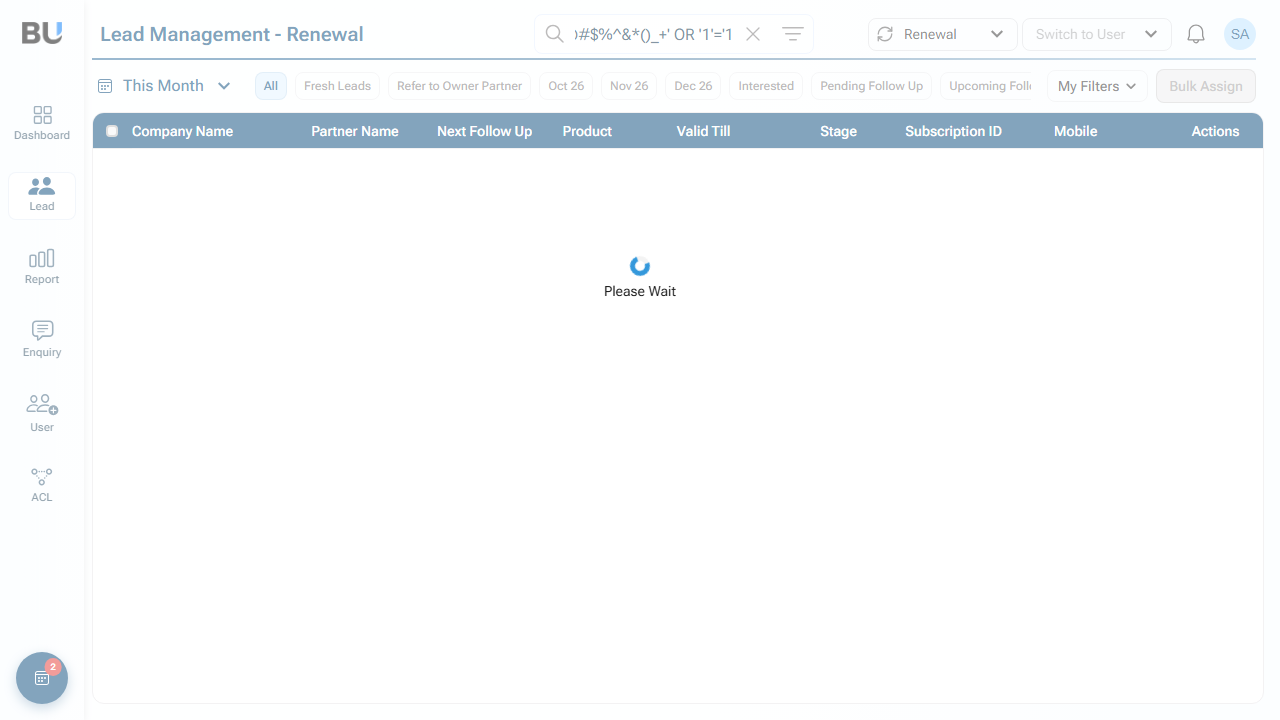 BU
Lead Management - Renewal
#$%^&*()_+' OR '1'='1
Renewal
Switch to User
SA
This Month
All
Fresh Leads
Refer to Owner Partner
Oct 26
Nov 26
Dec 26
Interested
Pending Follow Up
Upcoming Foll
My Filters
Bulk Assign
Company Name
Partner Name
Next Follow Up
Product
Valid Till
Stage
Subscription ID
Mobile
Actions
Please Wait
Dashboard
Lead
Report
Enquiry
User
ACL
2